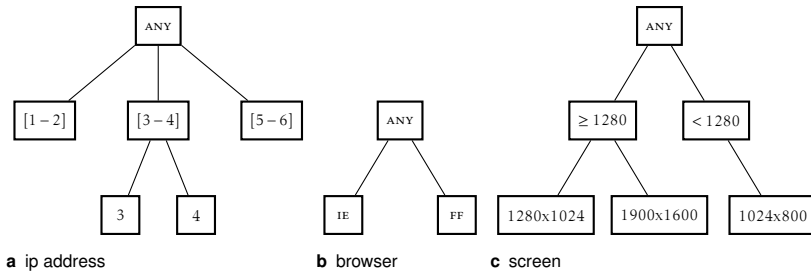 ANY
[1 – 2]
[3 – 4]
[5 – 6]
3
4
a ip address
ANY
IE
FF
b browser
ANY
≥ 1280
< 1280
1280x1024
1900x1600
1024x800
c screen